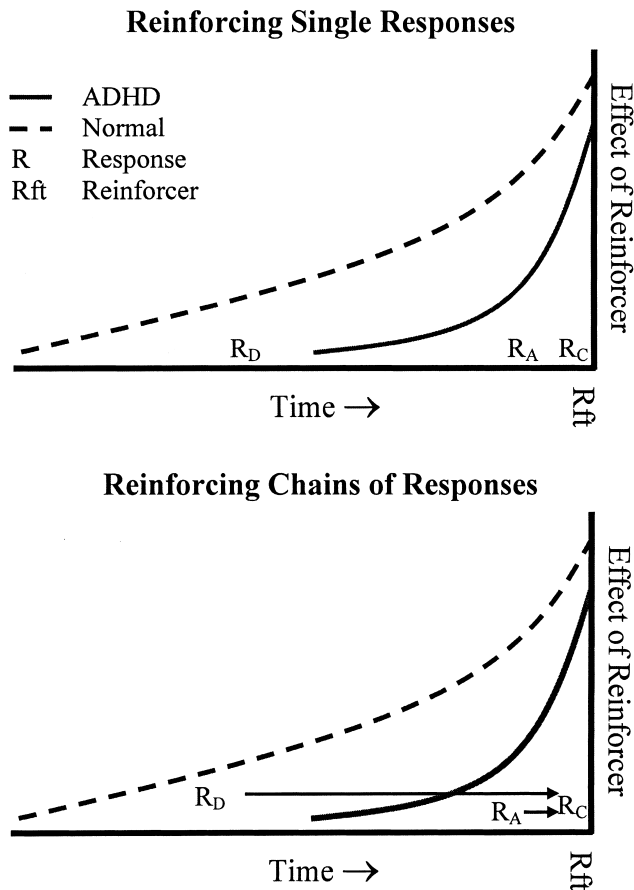 Reinforcing Single Responses
ADHD
Normal
R Response
Rft Reinforcer
Effect of Reinforcer
R_D R_A R_C
Time →
Rft
Reinforcing Chains of Responses
Effect of Reinforcer
R_D R_A R_C
Time →
Rft